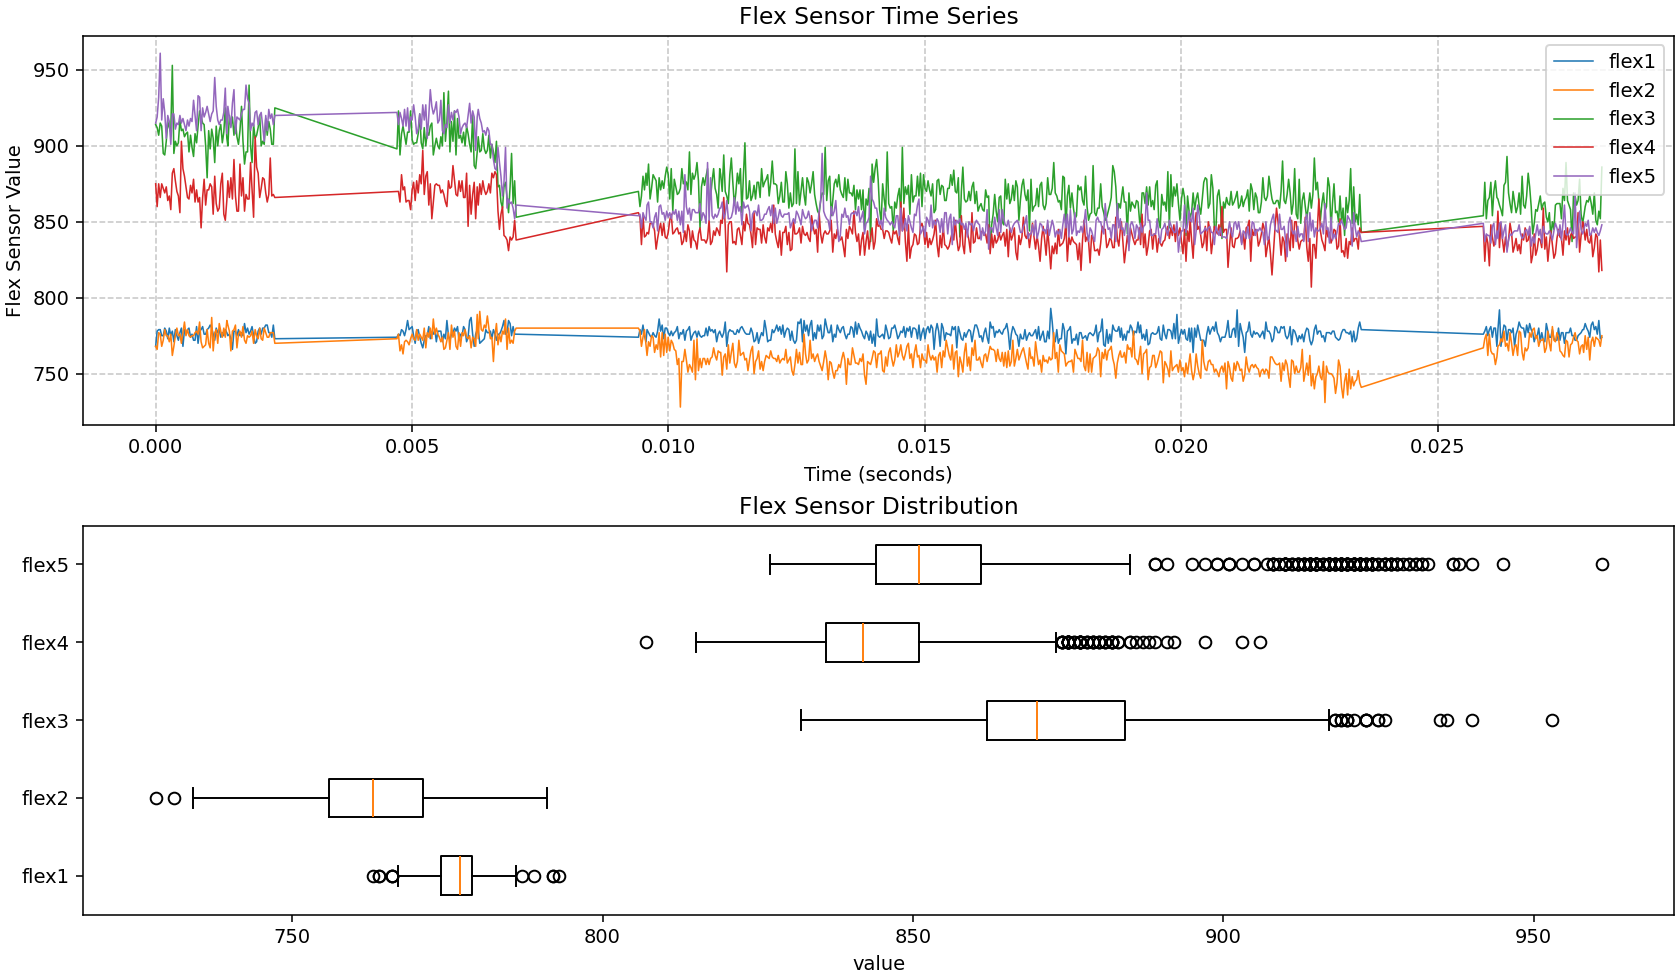 Flex Sensor Time Series
Flex Sensor Value
950
900
850
800
750
flex1
flex2
flex3
flex4
flex5
0.000 0.005 0.010 0.015 0.020 0.025
Time (seconds)
Flex Sensor Distribution
flex5
flex4
flex3
flex2
flex1
750 800 850 900 950
value